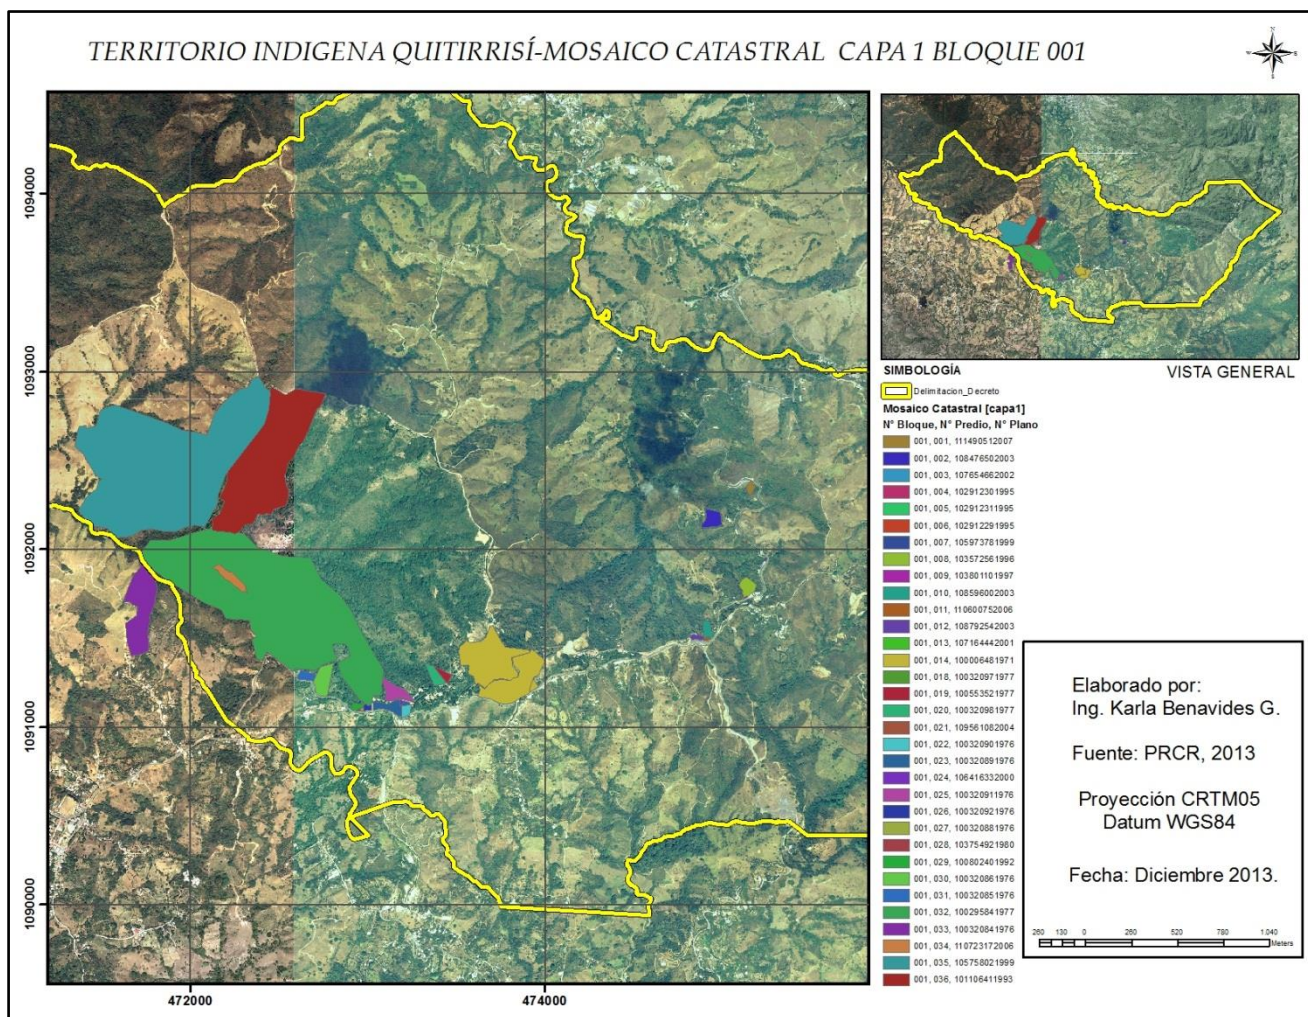 TERRITORIO INDIGENA QUITIRRISÍ-MOSAICO CATASTRAL CAPA 1 BLOQUE 001
1094000
1093000
1092000
1091000
1090000
472000
474000
VISTA GENERAL
SIMBOLOGÍA
Delimitacion_Decreto
Mosaico Catastral [capa1]
N° Bloque, N° Predio, N° Plano
001, 001, 111490512007
001, 002, 108476502003
001, 003, 107654662002
001, 004, 102912301995
001, 005, 102912311995
001, 006, 102912291995
001, 007, 105973781999
001, 008, 103572561996
001, 009, 103801101997
001, 010, 108596002003
001, 011, 110600752006
001, 012, 108792542003
001, 013, 107164442001
001, 014, 100006481971
001, 018, 100320971977
001, 019, 100553521977
001, 020, 100320981977
001, 021, 109561082004
001, 022, 100320901976
001, 023, 100320891976
001, 024, 106416332000
001, 025, 100320911976
001, 026, 100320921976
001, 027, 100320881976
001, 028, 103754921980
001, 029, 100802401992
001, 030, 100320861976
001, 031, 100320851976
001, 032, 100295841977
001, 033, 100320841976
001, 034, 110723172006
001, 035, 105758021999
001, 036, 101106411993
Elaborado por:
Ing. Karla Benavides G.
Fuente: PRCR, 2013
Proyección CRTM05
Datum WGS84
Fecha: Diciembre 2013.
260 130 0 260 520 780 1.040
Meters